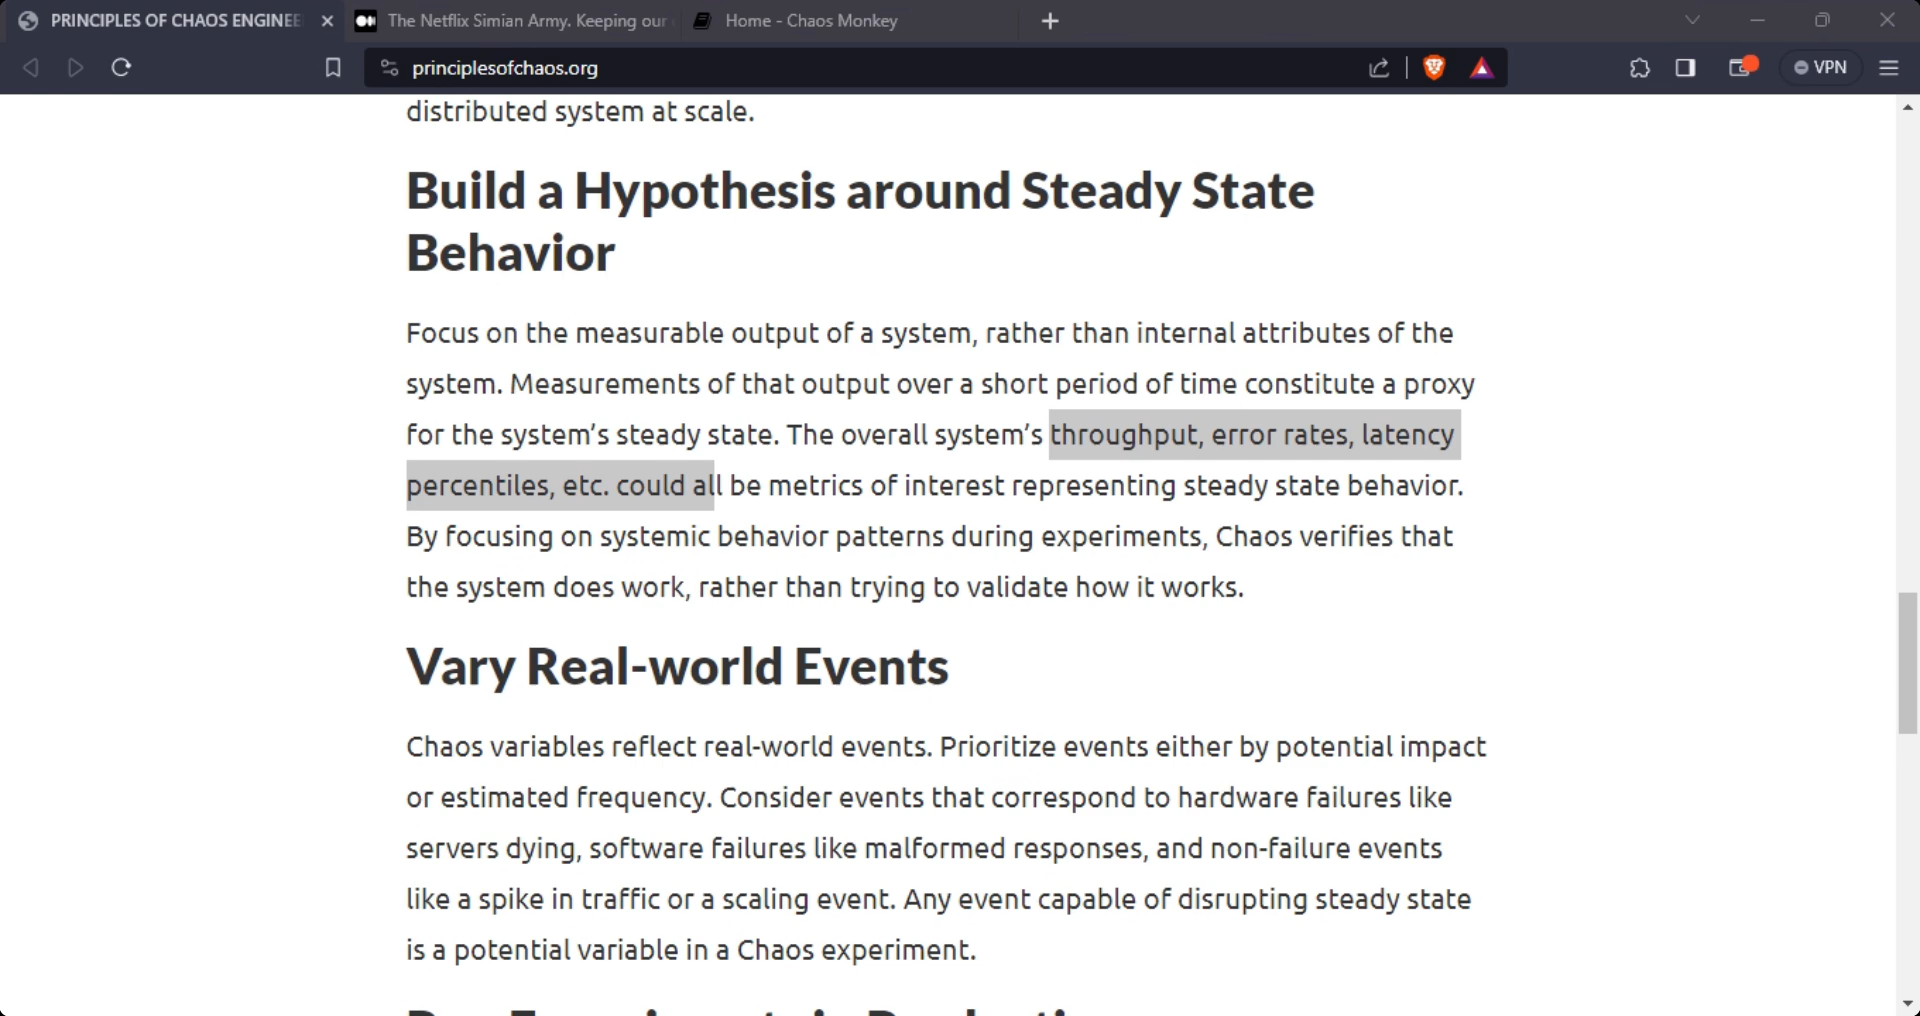 PRINCIPLES OF CHAOS ENGINEE
The Netflix Simian Army. Keeping our
Home - Chaos Monkey
principlesofchaos.org
VPN
distributed system at scale.
Build a Hypothesis around Steady State
Behavior
Focus on the measurable output of a system, rather than internal attributes of the
system. Measurements of that output over a short period of time constitute a proxy
for the system’s steady state. The overall system’s throughput, error rates, latency
percentiles, etc. could all be metrics of interest representing steady state behavior.
By focusing on systemic behavior patterns during experiments, Chaos verifies that
the system does work, rather than trying to validate how it works.
Vary Real-world Events
Chaos variables reflect real-world events. Prioritize events either by potential impact
or estimated frequency. Consider events that correspond to hardware failures like
servers dying, software failures like malformed responses, and non-failure events
like a spike in traffic or a scaling event. Any event capable of disrupting steady state
is a potential variable in a Chaos experiment.